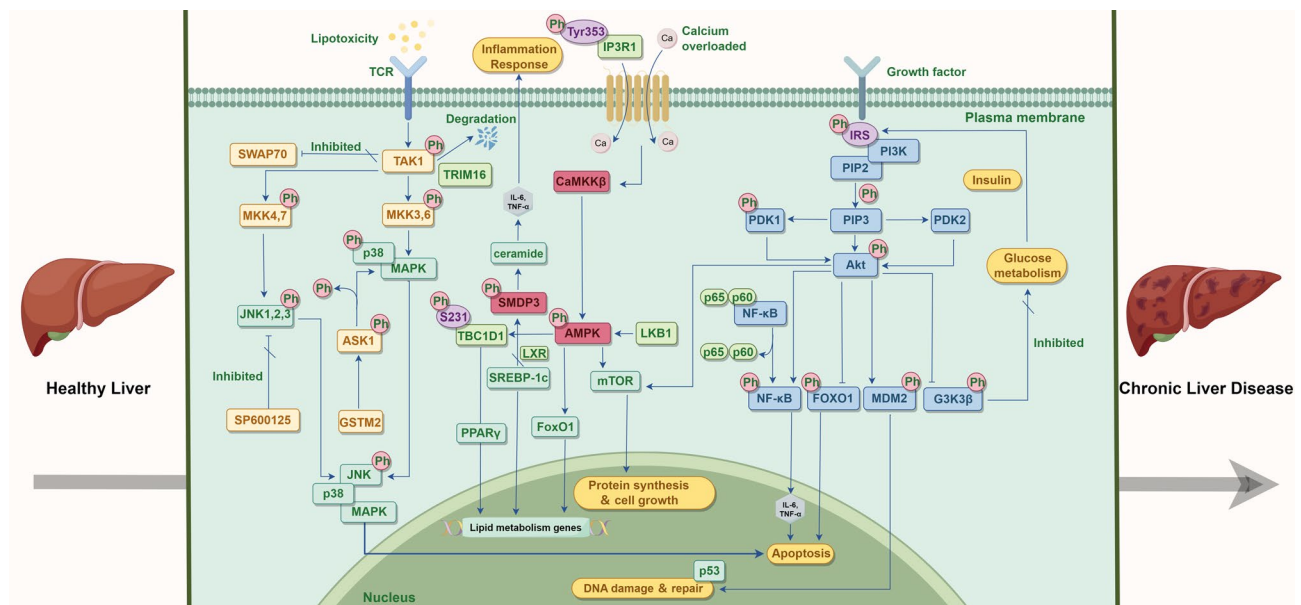 Lipotoxicity
TCR
Inflammation
Response
Ph
Tyr353
IP3R1
Ca
Calcium
overloaded
Growth factor
Plasma membrane
Degradation
Ca
Ca
SWAP70
Inhibited
TAK1
Ph
TRIM16
MKK4,7
Ph
MKK3,6
Ph
IL-6,
TNF-α
CaMKKβ
Ph
IRS
PI3K
PIP2
Insulin
Ph
PDK1
Ph
PIP3
PDK2
Ph
p38
MAPK
ceramide
Akt
Ph
Glucose
metabolism
Ph
JNK1,2,3
Ph
ASK1
Ph
Ph
SMDP3
Ph
S231
TBC1D1
Ph
AMPK
LKB1
p65
p60
NF-κB
p65
p60
LXR
SREBP-1c
mTOR
Inhibited
Inhibited
SP600125
GSTM2
PPARγ
FoxO1
Ph
NF-κB
Ph
FOXO1
MDM2
Ph
G3K3β
Ph
Healthy Liver
Chronic Liver Disease
JNK
Ph
p38
MAPK
Protein synthesis
& cell growth
Lipid metabolism genes
IL-6,
TNF-α
Apoptosis
p53
DNA damage & repair
Nucleus